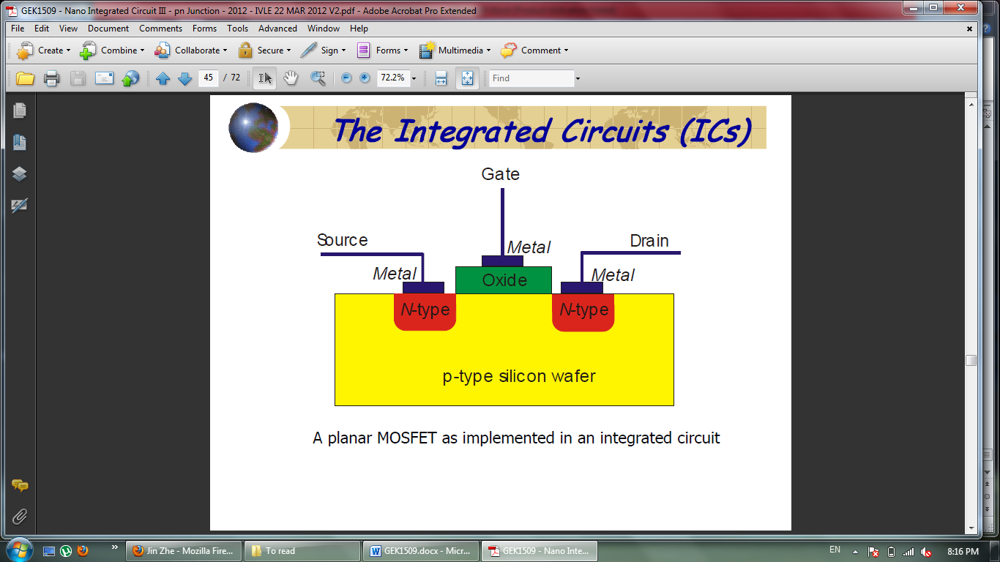 GEK1509 - Nano Integrated Circuit III - pn Junction - 2012 - IVLE 22 MAR 2012 V2.pdf - Adobe Acrobat Pro Extended
File Edit View Document Comments Forms Tools Advanced Window Help
Create Combine Collaborate Secure Sign Forms Multimedia Comment
45 / 72 72.2% Find
The Integrated Circuits (ICs)
Gate
Source
Metal
Drain
Metal
Oxide
Metal
N-type
N-type
p-type silicon wafer
A planar MOSFET as implemented in an integrated circuit
Jin Zhe - Mozilla Fire... To read GEK1509.docx - Micr... GEK1509 - Nano Inte... EN 8:16 PM